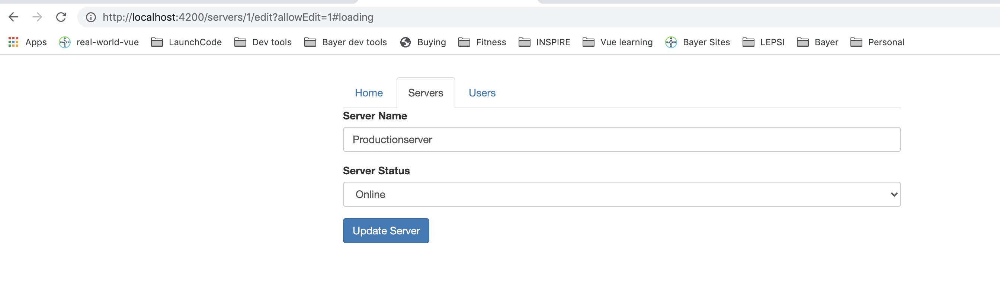 http://localhost:4200/servers/1/edit?allowEdit=1#loading
Apps real-world-vue LaunchCode Dev tools Bayer dev tools Buying Fitness INSPIRE Vue learning Bayer Sites LEPSI Bayer Personal
Home Servers Users
Server Name
Productionserver
Server Status
Online
Update Server